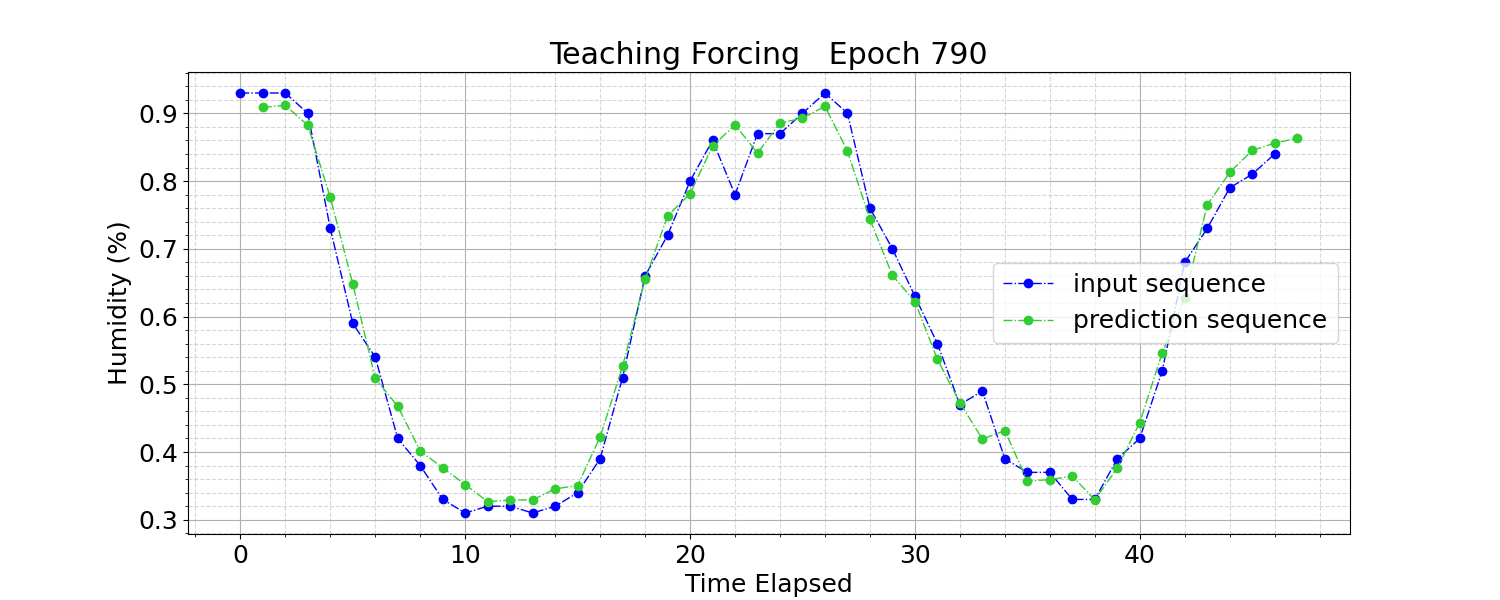 Teaching Forcing   Epoch 790
Humidity (%)
0.9
0.8
0.7
0.6
0.5
0.4
0.3
input sequence
prediction sequence
0 10 20 30 40
Time Elapsed